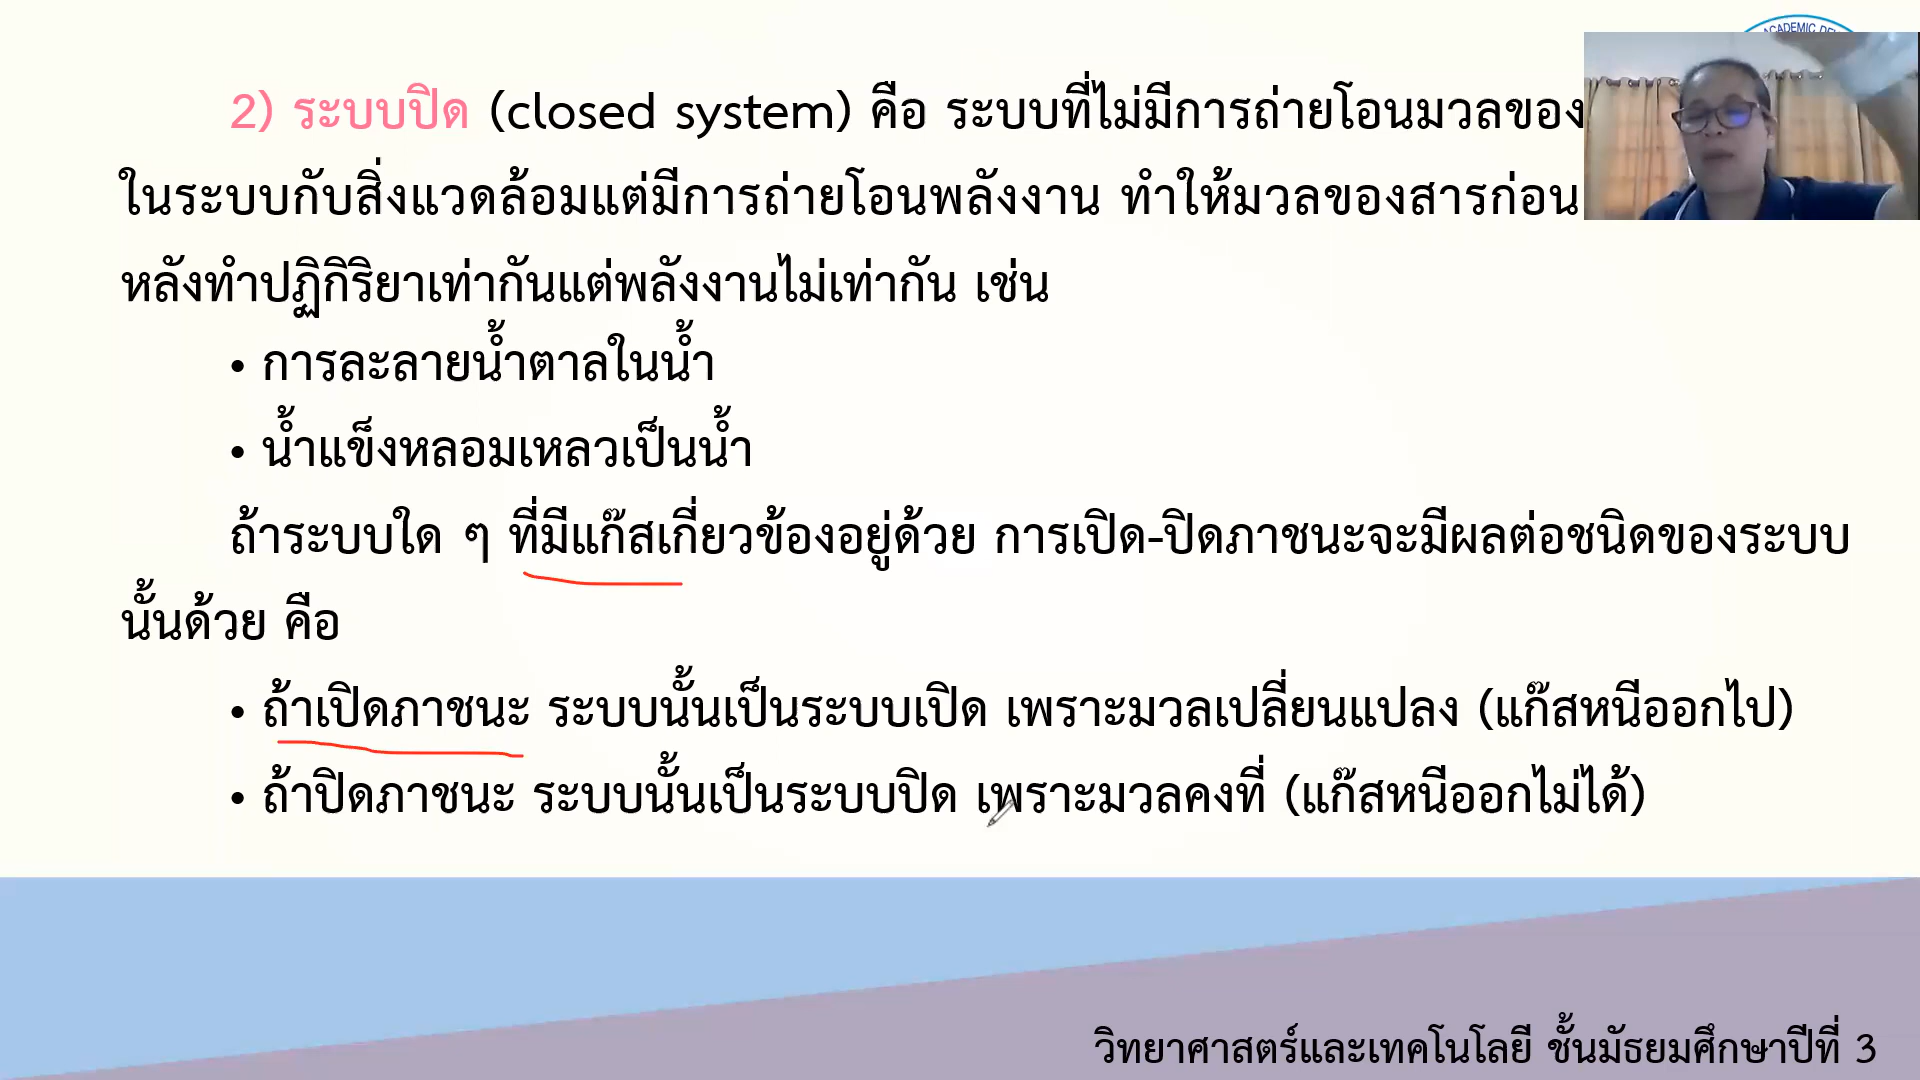 ACADEMIC DE
2) ระบบปิด (closed system) คือ ระบบที่ไม่มีการถ่ายโอนมวลของ
ในระบบกับสิ่งแวดล้อมแต่มีการถ่ายโอนพลังงาน ทำให้มวลของสารก่อน
หลังทำปฏิกิริยาเท่ากันแต่พลังงานไม่เท่ากัน เช่น
• การละลายน้ำตาลในน้ำ
• น้ำแข็งหลอมเหลวเป็นน้ำ
ถ้าระบบใด ๆ ที่มีแก๊สเกี่ยวข้องอยู่ด้วย การเปิด-ปิดภาชนะจะมีผลต่อชนิดของระบบ
นั้นด้วย คือ
• ถ้าเปิดภาชนะ ระบบนั้นเป็นระบบเปิด เพราะมวลเปลี่ยนแปลง (แก๊สหนีออกไป)
• ถ้าปิดภาชนะ ระบบนั้นเป็นระบบปิด เพราะมวลคงที่ (แก๊สหนีออกไม่ได้)
วิทยาศาสตร์และเทคโนโลยี ชั้นมัธยมศึกษาปีที่ 3